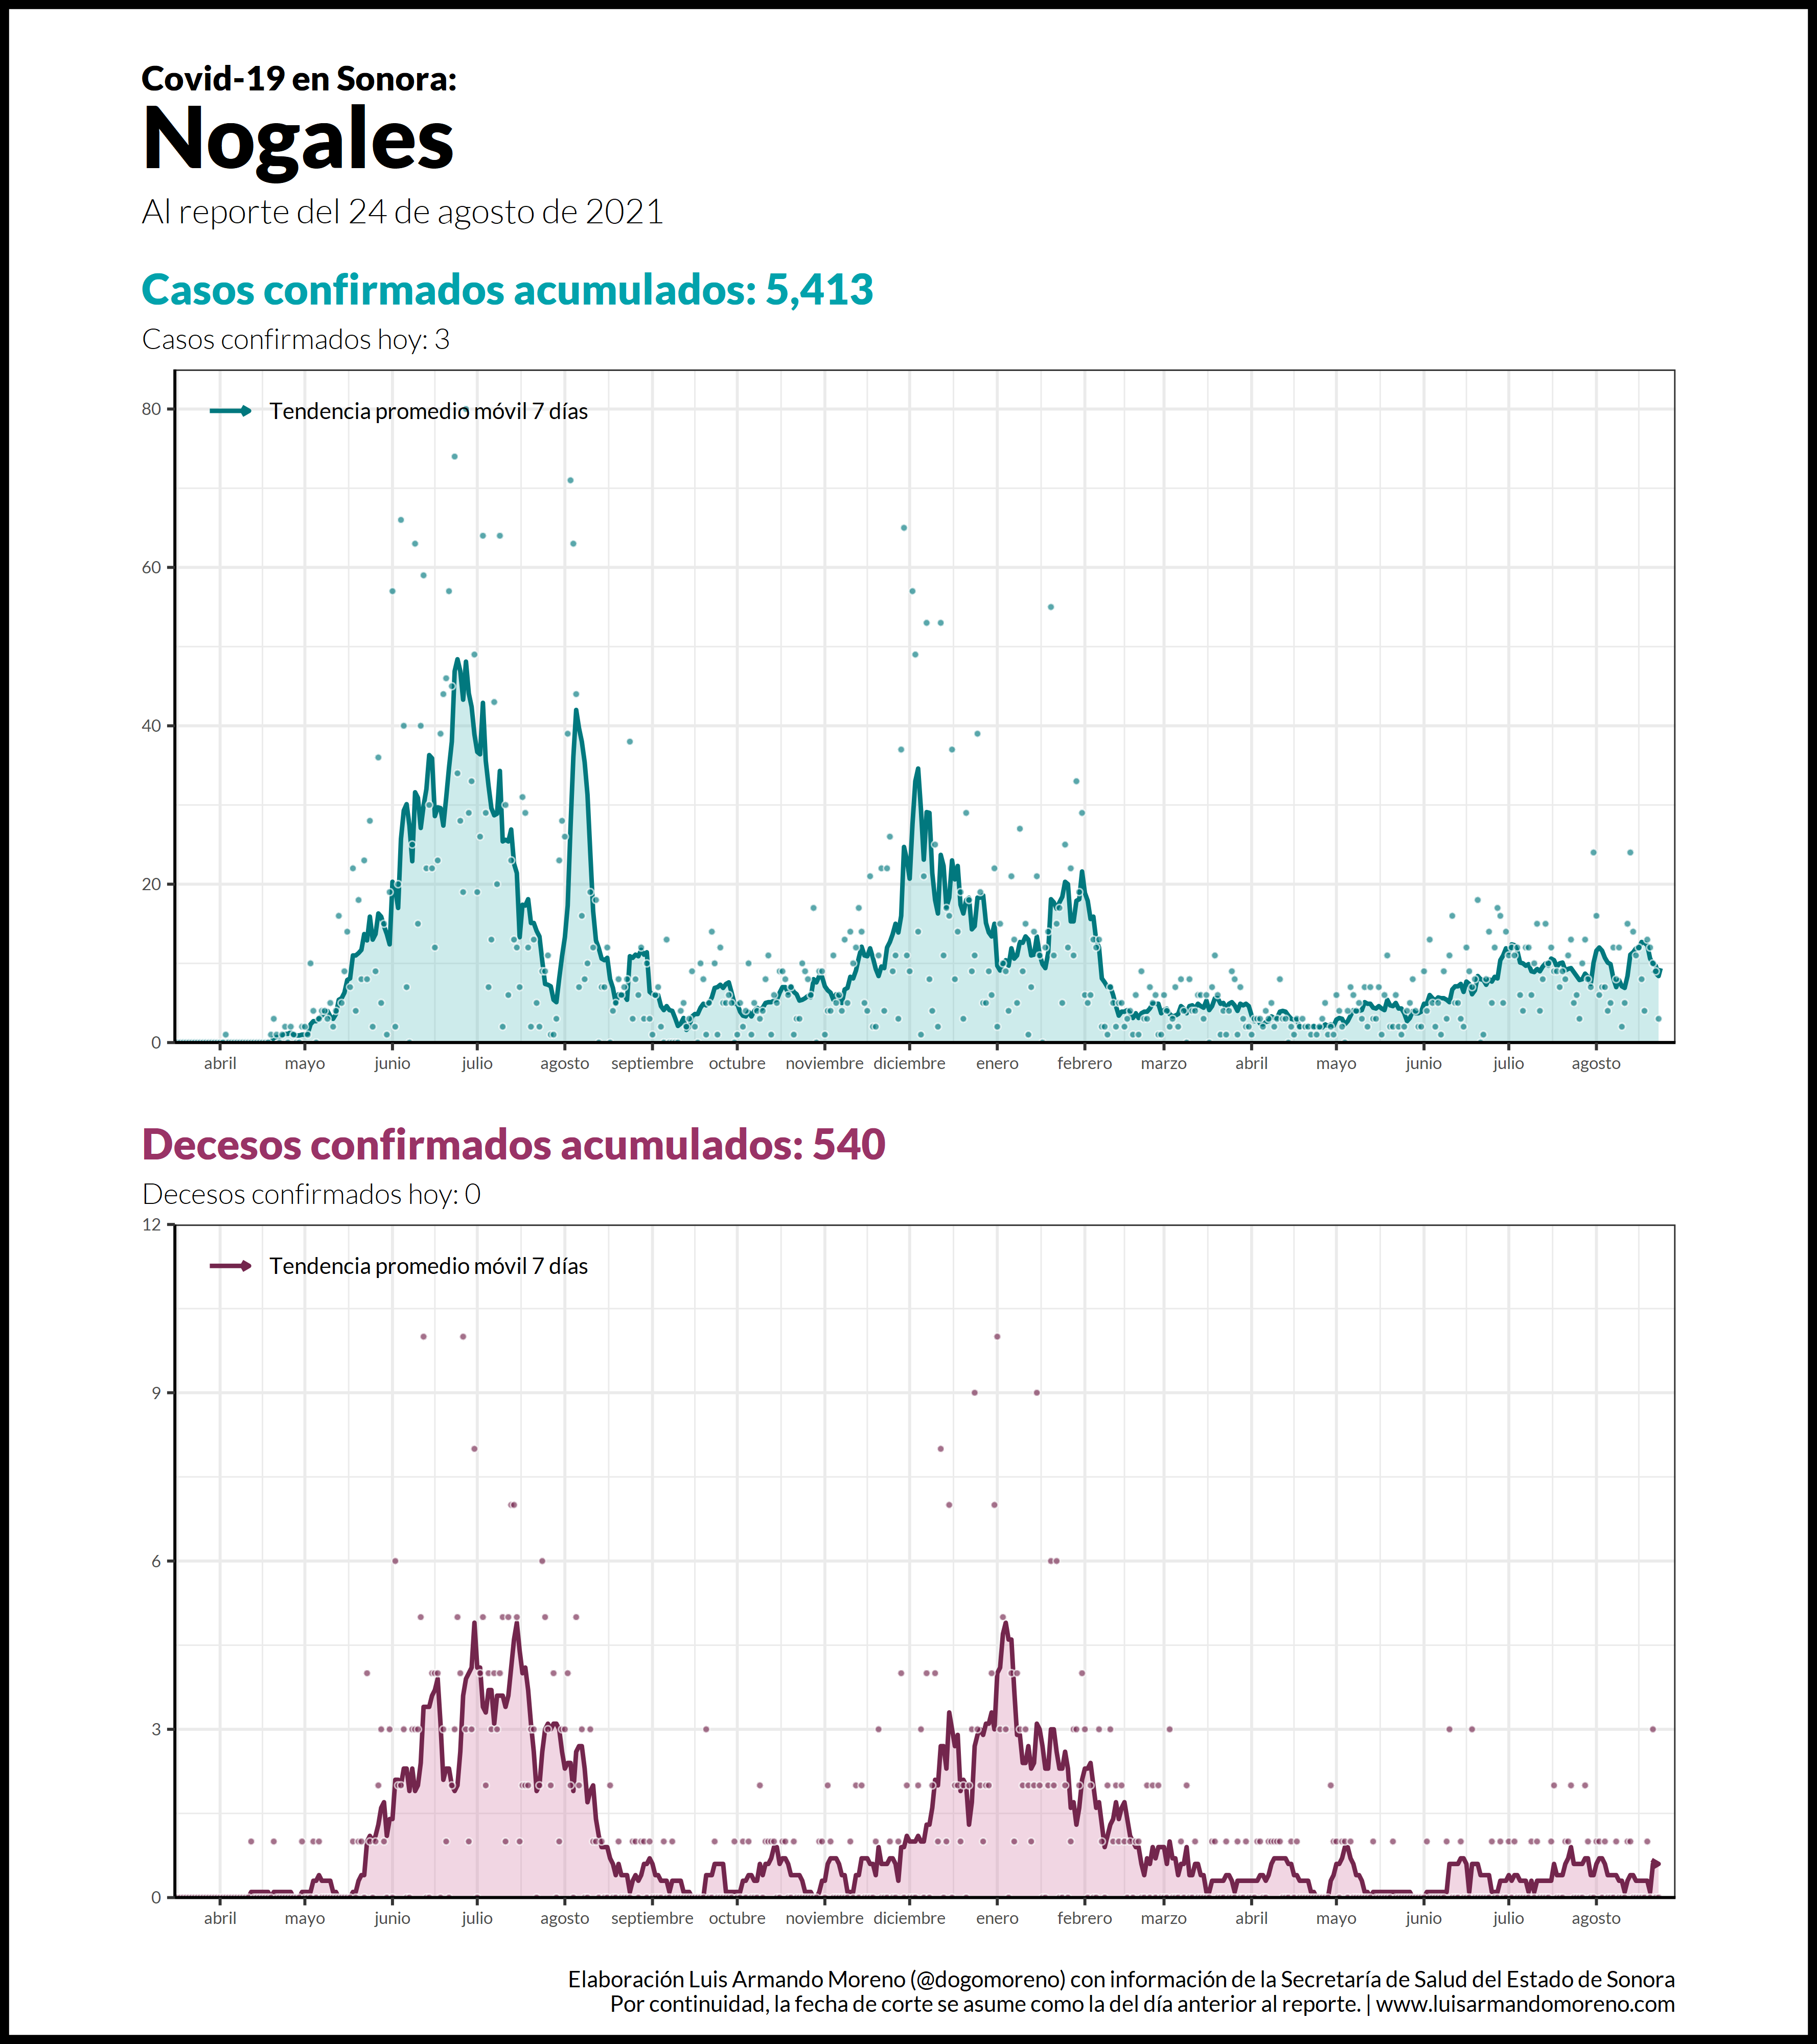 Covid-19 en Sonora:
Nogales
Al reporte del 24 de agosto de 2021
Casos confirmados acumulados: 5,413
Casos confirmados hoy: 3
Tendencia promedio móvil 7 días
80
60
40
20
0
abril mayo junio julio agosto septiembre octubre noviembre diciembre enero febrero marzo abril mayo junio julio agosto
Decesos confirmados acumulados: 540
Decesos confirmados hoy: 0
12
Tendencia promedio móvil 7 días
9
6
3
0
abril mayo junio julio agosto septiembre octubre noviembre diciembre enero febrero marzo abril mayo junio julio agosto
Elaboración Luis Armando Moreno (@dogomoreno) con información de la Secretaría de Salud del Estado de Sonora
Por continuidad, la fecha de corte se asume como la del día anterior al reporte. | www.luisarmandomoreno.com